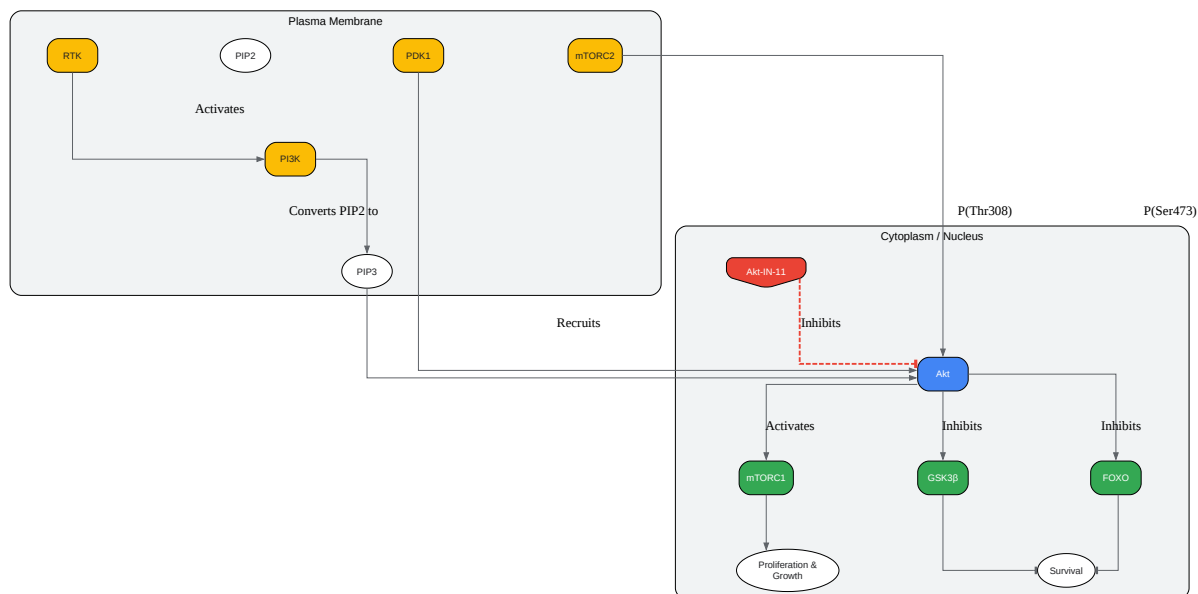 Plasma Membrane
RTK
PIP2
PDK1
mTORC2
Activates
PI3K
Converts PIP2 to
P(Thr308)
P(Ser473)
Cytoplasm / Nucleus
PIP3
Akt-IN-11
Recruits
Inhibits
Akt
Activates
Inhibits
Inhibits
mTORC1
GSK3β
FOXO
Proliferation &
Growth
Survival